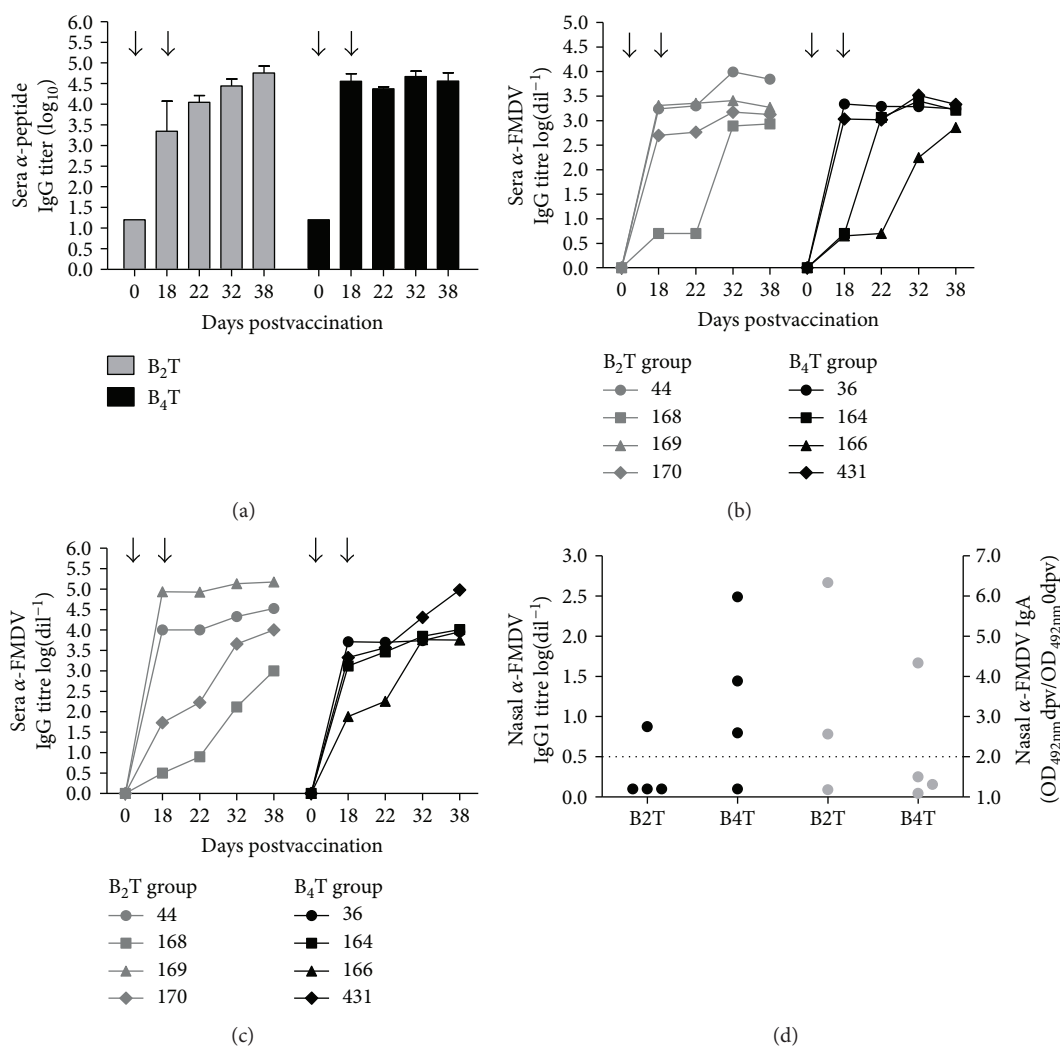 6.0
5.5
5.0
4.5
4.0
3.5
3.0
2.5
2.0
1.5
1.0
0.5
0.0
Sera α-peptide
IgG titer (log10)
0 18 22 32 38 0 18 22 32 38
Days postvaccination
B2T
B4T
(a)
5.0
4.5
4.0
3.5
3.0
2.5
2.0
1.5
1.0
0.5
0.0
Sera α-FMDV
IgG titre log(dil−1)
0 18 22 32 38 0 18 22 32 38
Days postvaccination
B2T group B4T group
44 36
168 164
169 166
170 431
(b)
6.0
5.5
5.0
4.5
4.0
3.5
3.0
2.5
2.0
1.5
1.0
0.5
0.0
Sera α-FMDV
IgG titre log(dil−1)
0 18 22 32 38 0 18 22 32 38
Days postvaccination
B2T group B4T group
44 36
168 164
169 166
170 431
(c)
3.0
2.5
2.0
1.5
1.0
0.5
0.0
Nasal α-FMDV
IgG1 titre log(dil−1)
7.0
6.0
5.0
4.0
3.0
2.0
1.0
Nasal α-FMDV IgA
(OD492nm dpv/OD492nm 0dpv)
B2T B4T B2T B4T
(d)